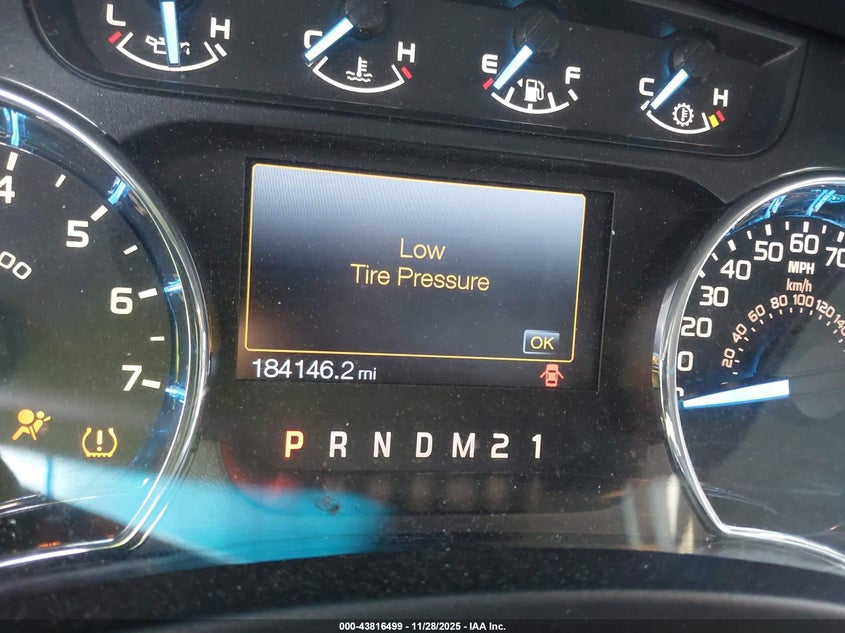 L H
C H
E F
C H
4
5
6
7
00
Low
Tire Pressure
OK
184146.2 mi
P R N D M 2 1
40 50 60 70
MPH
km/h
30
20
20 40 60 80 100 120 140
000-43816499 - 11/28/2025 - IAA Inc.